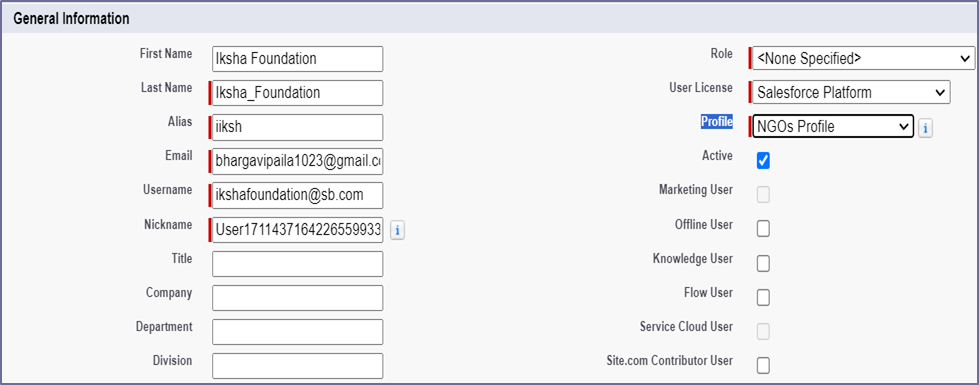 General Information
First Name Iksha Foundation
Role <None Specified>
Last Name Iksha_Foundation
User License Salesforce Platform
Alias iiksh
Profile NGOs Profile i
Email bhargavipaila1023@gmail.co
Active
Username ikshafoundation@sb.com
Marketing User
Nickname User1711437164226559933 i
Offline User
Title
Knowledge User
Company
Flow User
Department
Service Cloud User
Division
Site.com Contributor User